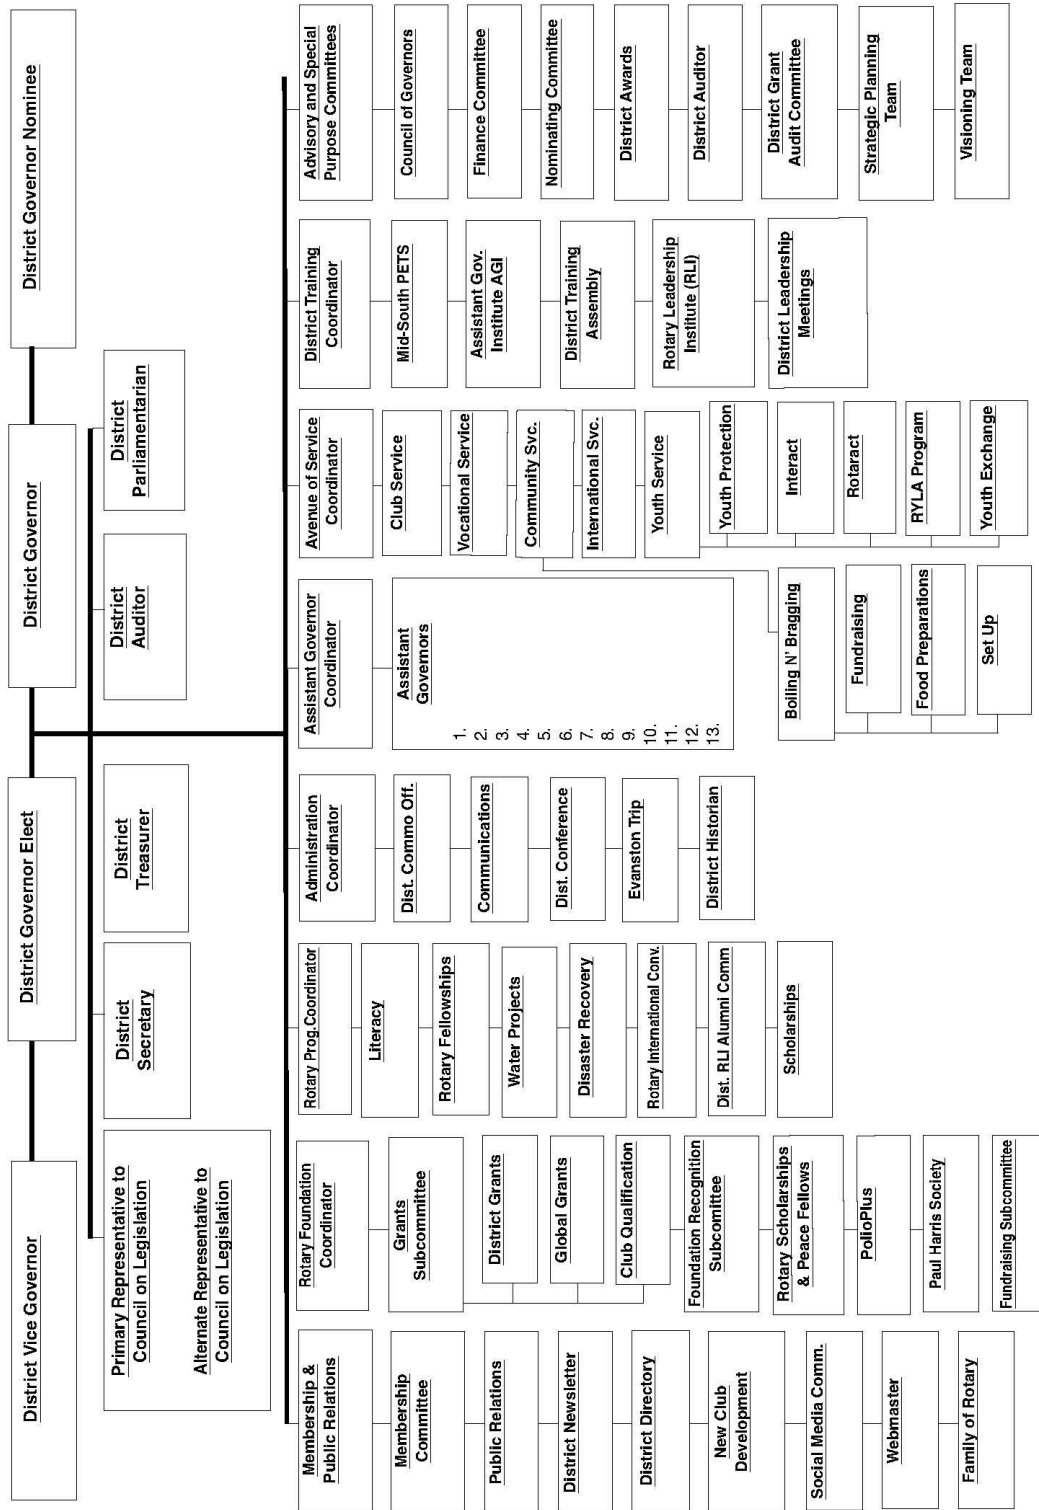 District Vice Governor
District Governor Elect
District Governor
District Governor Nominee
Primary Representative to
Council on Legislation
Alternate Representative to
Council on Legislation
District
Secretary
District
Treasurer
District
Auditor
District
Parliamentarian
Membership &
Public Relations
Membership
Committee
Public Relations
District Newsletter
District Directory
New Club
Development
Social Media Comm.
Webmaster
Family of Rotary
Rotary Foundation
Coordinator
Grants
Subcommittee
District Grants
Global Grants
Club Qualification
Foundation Recognition
Subcomittee
Rotary Scholarships
& Peace Fellows
PolioPlus
Paul Harris Society
Fundraising Subcommittee
Rotary Prog.Coordinator
Literacy
Rotary Fellowships
Water Projects
Disaster Recovery
Rotary International Conv.
Dist. RLI Alumni Comm
Scholarships
Administration
Coordinator
Dist. Commo Off.
Communications
Dist. Conference
Evanston Trip
District Historian
Assistant Governor
Coordinator
Assistant
Governors
1.
2.
3.
4.
5.
6.
7.
8.
9.
10.
11.
12.
13.
Boiling N' Bragging
Fundraising
Food Preparations
Set Up
Avenue of Service
Coordinator
Club Service
Vocational Service
Community Svc.
International Svc.
Youth Service
Youth Protection
Interact
Rotaract
RYLA Program
Youth Exchange
District Training
Coordinator
Mid-South PETS
Assistant Gov.
Institute AGI
District Training
Assembly
Rotary Leadership
Institute (RLI)
District Leadership
Meetings
Advisory and Special
Purpose Committees
Council of Governors
Finance Committee
Nominating Committee
District Awards
District Auditor
District Grant
Audit Committee
Strategic Planning
Team
Visioning Team